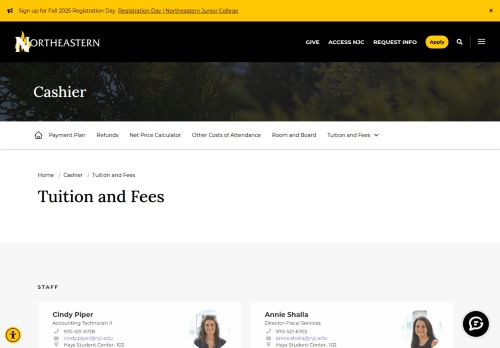 Sign up for Fall 2025 Registration Day Registration Day | Northeastern Junior College ×
NORTHEASTERN GIVE ACCESS NJC REQUEST INFO Apply
Cashier
Payment Plan Refunds Net Price Calculator Other Costs of Attendance Room and Board Tuition and Fees
Home / Cashier / Tuition and Fees
Tuition and Fees
STAFF
Cindy Piper
Accounting Technician II
970-521-6728
cindy.piper@njc.edu
Hays Student Center- 102
Annie Shalla
Director-Fiscal Services
970-521-6702
annie.shalla@njc.edu
Hays Student Center- 103